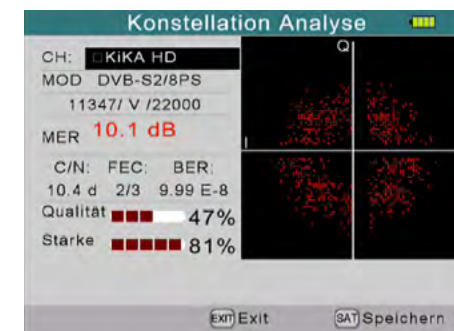 Konstellation Analyse
CH: KiKA HD
MOD DVB-S2/8PS
11347/ V /22000
MER 10.1 dB
C/N: FEC: BER:
10.4 d 2/3 9.99 E-8
Qualität 47%
Stärke 81%
Q
I
EXIT Exit SAT Speichern